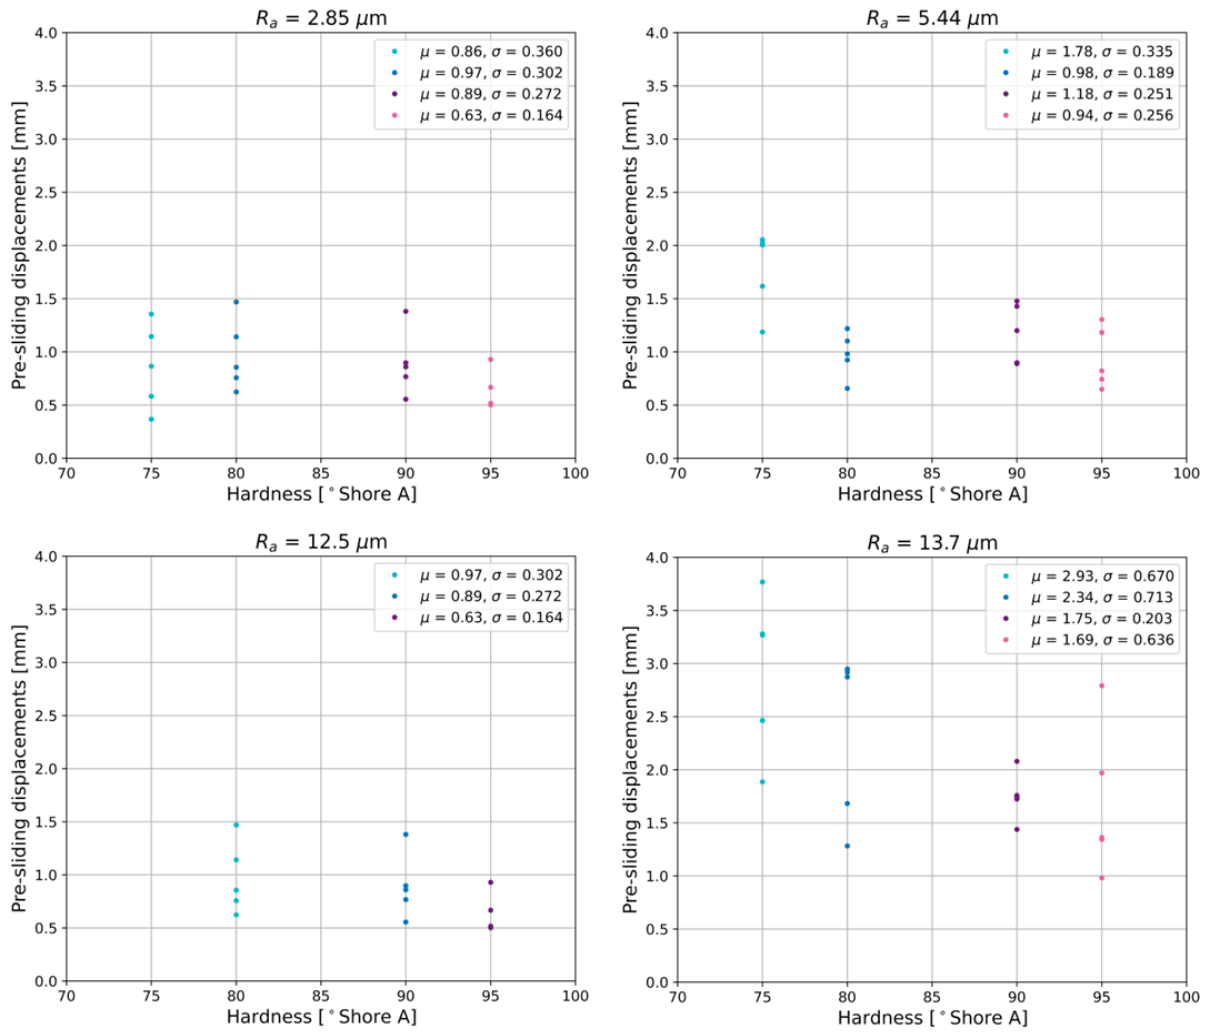 R_a = 2.85 μm
μ = 0.86, σ = 0.360
μ = 0.97, σ = 0.302
μ = 0.89, σ = 0.272
μ = 0.63, σ = 0.164
Pre-sliding displacements [mm]
4.0
3.5
3.0
2.5
2.0
1.5
1.0
0.5
0.0
70 75 80 85 90 95 100
Hardness [°Shore A]
R_a = 5.44 μm
μ = 1.78, σ = 0.335
μ = 0.98, σ = 0.189
μ = 1.18, σ = 0.251
μ = 0.94, σ = 0.256
Pre-sliding displacements [mm]
4.0
3.5
3.0
2.5
2.0
1.5
1.0
0.5
0.0
70 75 80 85 90 95 100
Hardness [°Shore A]
R_a = 12.5 μm
μ = 0.97, σ = 0.302
μ = 0.89, σ = 0.272
μ = 0.63, σ = 0.164
Pre-sliding displacements [mm]
4.0
3.5
3.0
2.5
2.0
1.5
1.0
0.5
0.0
70 75 80 85 90 95 100
Hardness [°Shore A]
R_a = 13.7 μm
μ = 2.93, σ = 0.670
μ = 2.34, σ = 0.713
μ = 1.75, σ = 0.203
μ = 1.69, σ = 0.636
Pre-sliding displacements [mm]
4.0
3.5
3.0
2.5
2.0
1.5
1.0
0.5
0.0
70 75 80 85 90 95 100
Hardness [°Shore A]